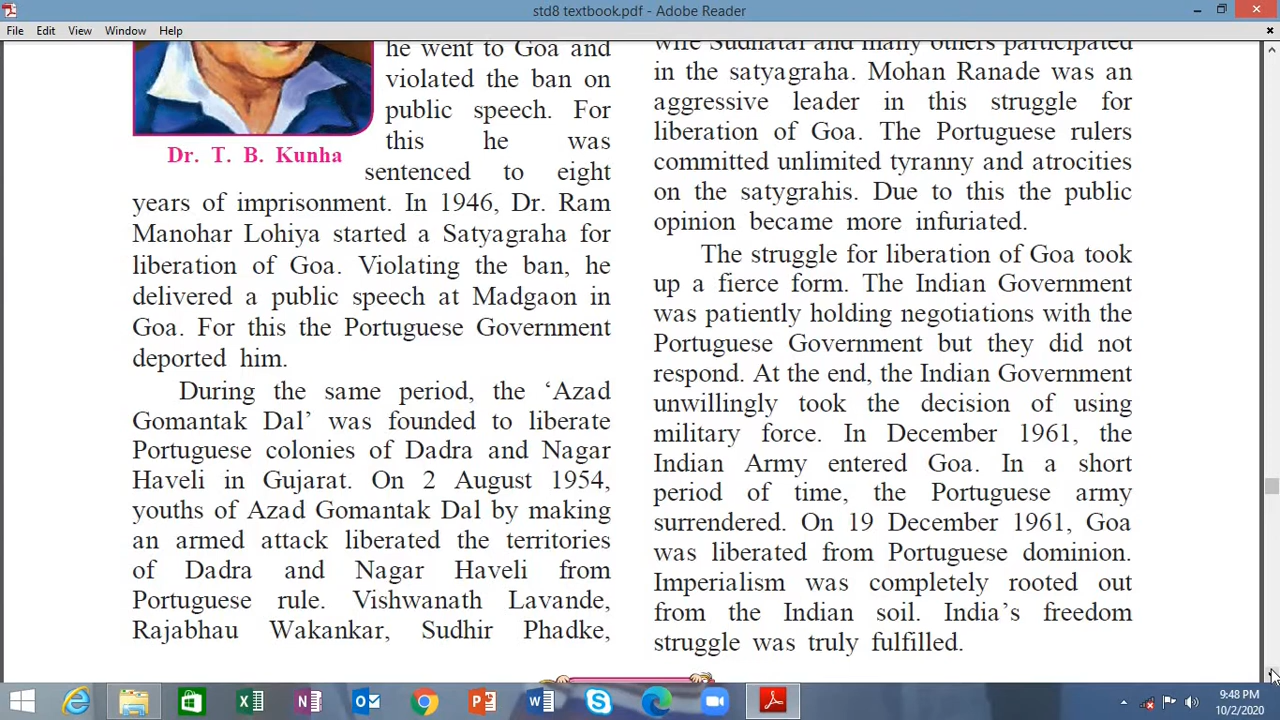 std8 textbook.pdf - Adobe Reader
File Edit View Window Help
he went to Goa and
violated the ban on
public speech. For
this he was
Dr. T. B. Kunha
sentenced to eight
years of imprisonment. In 1946, Dr. Ram
Manohar Lohiya started a Satyagraha for
liberation of Goa. Violating the ban, he
delivered a public speech at Madgaon in
Goa. For this the Portuguese Government
deported him.
During the same period, the ‘Azad
Gomantak Dal’ was founded to liberate
Portuguese colonies of Dadra and Nagar
Haveli in Gujarat. On 2 August 1954,
youths of Azad Gomantak Dal by making
an armed attack liberated the territories
of Dadra and Nagar Haveli from
Portuguese rule. Vishwanath Lavande,
Rajabhau Wakankar, Sudhir Phadke,
wife Sudhatai and many others participated
in the satyagraha. Mohan Ranade was an
aggressive leader in this struggle for
liberation of Goa. The Portuguese rulers
committed unlimited tyranny and atrocities
on the satygrahis. Due to this the public
opinion became more infuriated.
The struggle for liberation of Goa took
up a fierce form. The Indian Government
was patiently holding negotiations with the
Portuguese Government but they did not
respond. At the end, the Indian Government
unwillingly took the decision of using
military force. In December 1961, the
Indian Army entered Goa. In a short
period of time, the Portuguese army
surrendered. On 19 December 1961, Goa
was liberated from Portuguese dominion.
Imperialism was completely rooted out
from the Indian soil. India’s freedom
struggle was truly fulfilled.
9:48 PM
10/2/2020